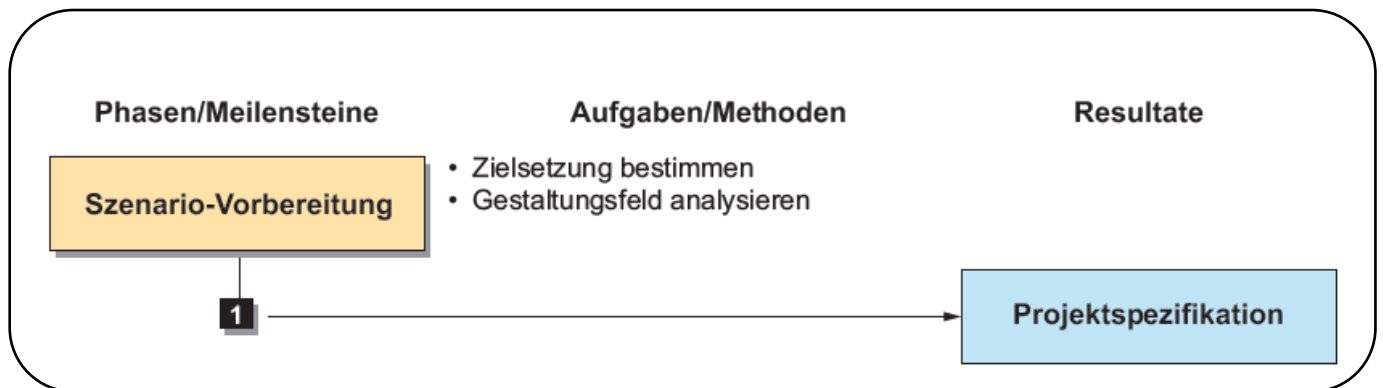 Phasen/Meilensteine
Aufgaben/Methoden
Resultate
Szenario-Vorbereitung
• Zielsetzung bestimmen
• Gestaltungsfeld analysieren
1
Projektspezifikation